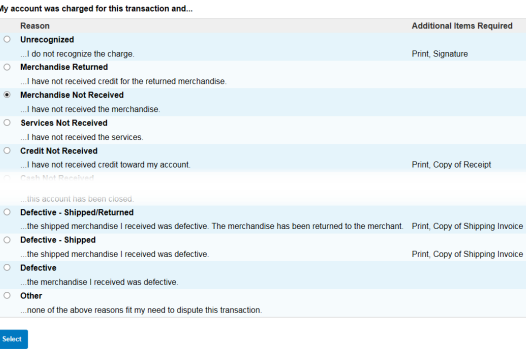 My account was charged for this transaction and...
Reason Additional Items Required
Unrecognized
...I do not recognize the charge. Print, Signature
Merchandise Returned
...I have not received credit for the returned merchandise.
Merchandise Not Received
...I have not received the merchandise.
Services Not Received
...I have not received the services.
Credit Not Received
...I have not received credit toward my account. Print, Copy of Receipt
Cash Not Received
...this account has been closed.
Defective - Shipped/Returned
...the shipped merchandise I received was defective. The merchandise has been returned to the merchant. Print, Copy of Shipping Invoice
Defective - Shipped
...the shipped merchandise I received was defective. Print, Copy of Shipping Invoice
Defective
...the merchandise I received was defective.
Other
...none of the above reasons fit my need to dispute this transaction.
Select